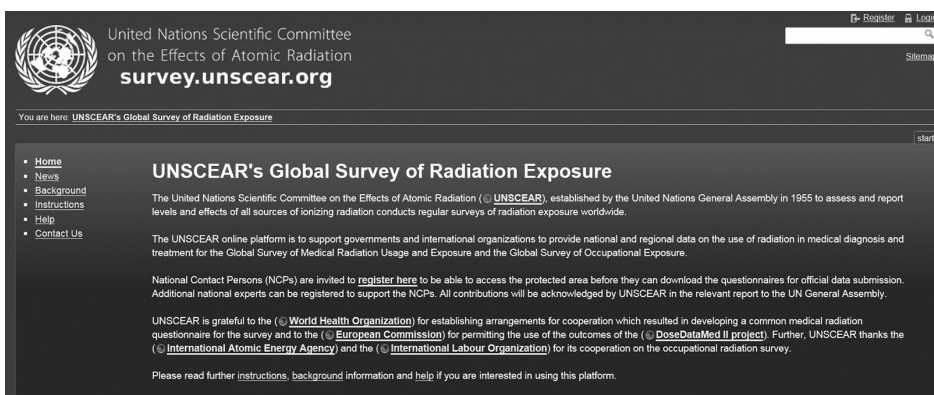 Register Login
United Nations Scientific Committee
on the Effects of Atomic Radiation
survey.unscear.org
Sitemap
You are here: UNSCEAR's Global Survey of Radiation Exposure
start
Home
News
Background
Instructions
Help
Contact Us
UNSCEAR's Global Survey of Radiation Exposure
The United Nations Scientific Committee on the Effects of Atomic Radiation (UNSCEAR), established by the United Nations General Assembly in 1955 to assess and report
levels and effects of all sources of ionizing radiation conducts regular surveys of radiation exposure worldwide.
The UNSCEAR online platform is to support governments and international organizations to provide national and regional data on the use of radiation in medical diagnosis and
treatment for the Global Survey of Medical Radiation Usage and Exposure and the Global Survey of Occupational Exposure.
National Contact Persons (NCPs) are invited to register here to be able to access the protected area before they can download the questionnaires for official data submission.
Additional national experts can be registered to support the NCPs. All contributions will be acknowledged by UNSCEAR in the relevant report to the UN General Assembly.
UNSCEAR is grateful to the (World Health Organization) for establishing arrangements for cooperation which resulted in developing a common medical radiation
questionnaire for the survey and to the (European Commission) for permitting the use of the outcomes of the (DoseDataMed II project). Further, UNSCEAR thanks the
(International Atomic Energy Agency) and the (International Labour Organization) for its cooperation on the occupational radiation survey.
Please read further instructions, background information and help if you are interested in using this platform.